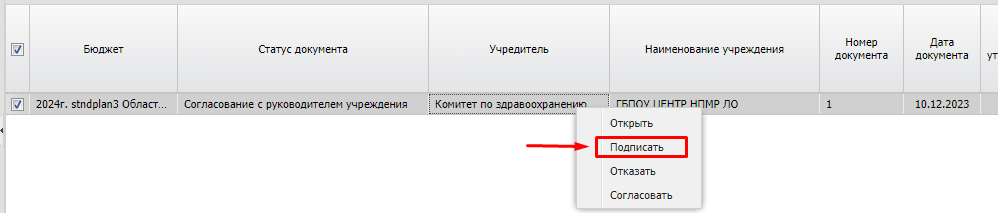 Бюджет
Статус документа
Учредитель
Наименование учреждения
Номер
документа
Дата
документа
ут
2024г. stndplan3 Област...
Согласование с руководителем учреждения
Комитет по здравоохранению
ГБПОУ ЦЕНТР НПМР ЛО
1
10.12.2023
Открыть
Подписать
Отказать
Согласовать